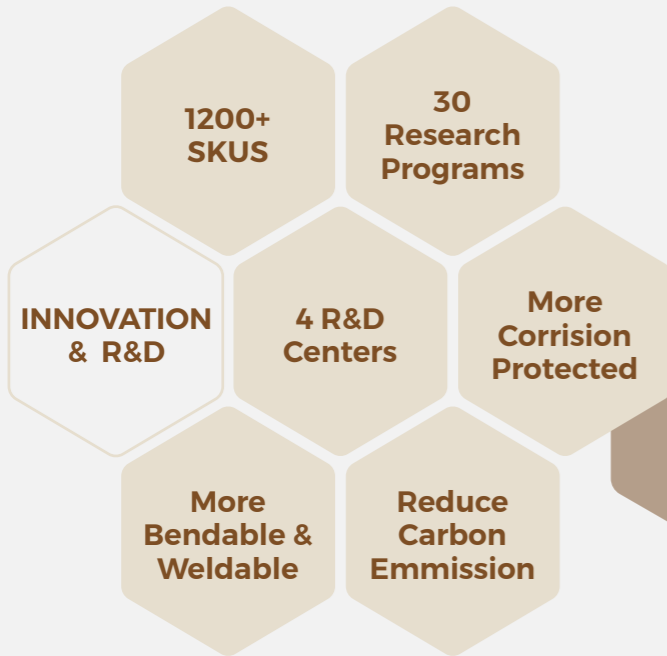 1200+
SKUS
30
Research
Programs
INNOVATION
& R&D
4 R&D
Centers
More
Corrision
Protected
More
Bendable &
Weldable
Reduce
Carbon
Emmission